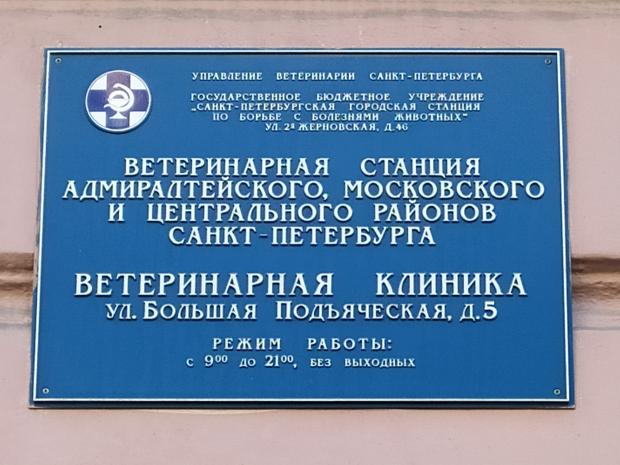 УПРАВЛЕНИЕ ВЕТЕРИНАРИИ САНКТ-ПЕТЕРБУРГА
ГОСУДАРСТВЕННОЕ БЮДЖЕТНОЕ УЧРЕЖДЕНИЕ
„САНКТ-ПЕТЕРБУРГСКАЯ ГОРОДСКАЯ СТАНЦИЯ
ПО БОРЬБЕ С БОЛЕЗНЯМИ ЖИВОТНЫХ"
УЛ. 2Я ЖЕРНОВСКАЯ, Д.46
ВЕТЕРИНАРНАЯ СТАНЦИЯ
АДМИРАЛТЕЙСКОГО, МОСКОВСКОГО
И ЦЕНТРАЛЬНОГО РАЙОНОВ
САНКТ-ПЕТЕРБУРГА
ВЕТЕРИНАРНАЯ КЛИНИКА
УЛ. БОЛЬШАЯ ПОДЪЯЧЕСКАЯ, Д.5
РЕЖИМ РАБОТЫ:
С 9⁰⁰ ДО 21⁰⁰, БЕЗ ВЫХОДНЫХ